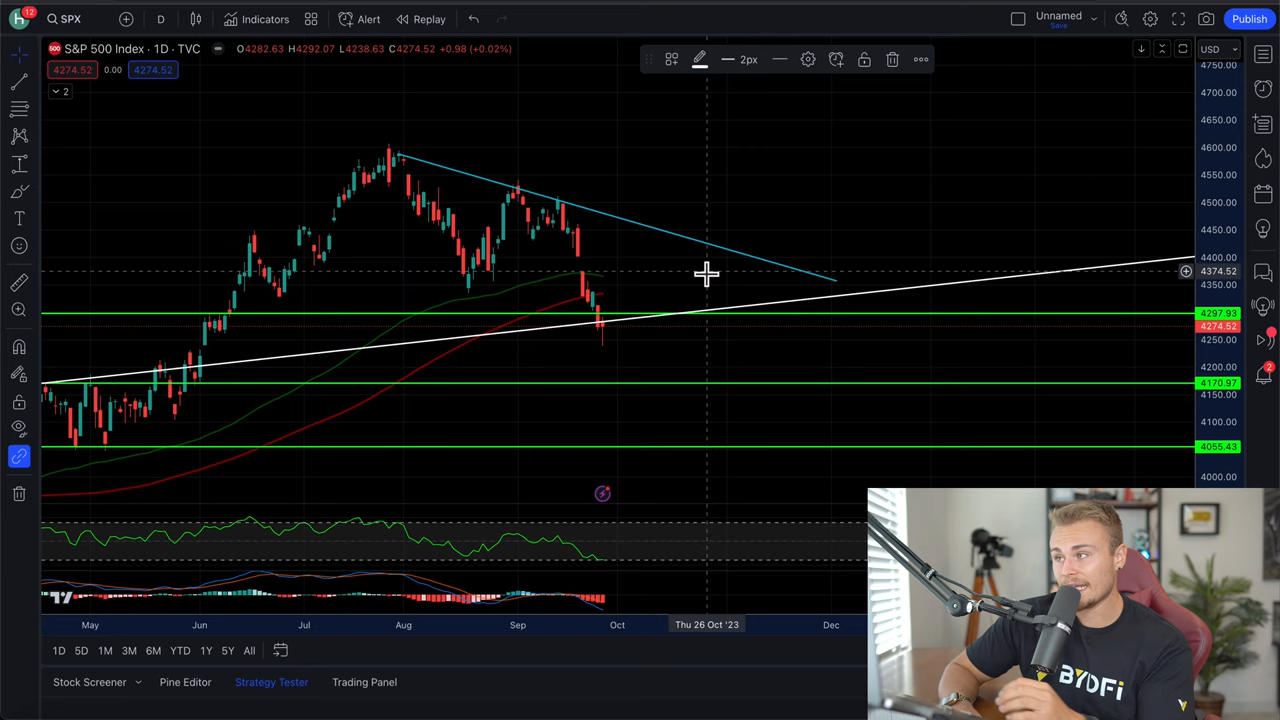 h
12
SPX
D
Indicators
Alert
Replay
Unnamed
Save
Publish
500
S&P 500 Index · 1D · TVC
O4282.63 H4292.07 L4238.63 C4274.52 +0.98 (+0.02%)
4274.52
0.00
4274.52
2
2px
USD
4750.00
4700.00
4650.00
4600.00
4550.00
4500.00
4450.00
4400.00
4374.52
4350.00
4297.93
4274.52
4250.00
4200.00
4170.97
4150.00
4100.00
4055.43
4000.00
2
May
Jun
Jul
Aug
Sep
Oct
Thu 26 Oct '23
Dec
1D
5D
1M
3M
6M
YTD
1Y
5Y
All
Stock Screener
Pine Editor
Strategy Tester
Trading Panel
BYDFi